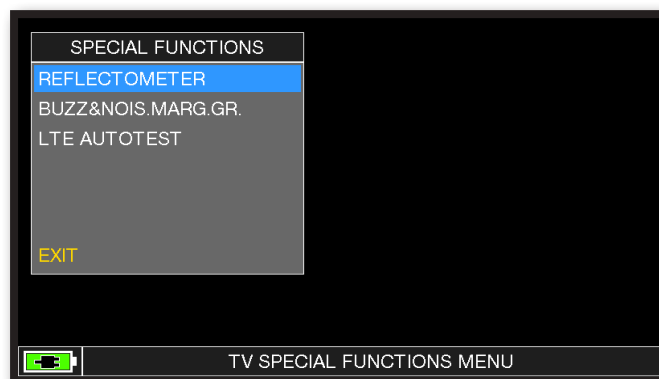 SPECIAL FUNCTIONS
REFLECTOMETER
BUZZ&NOIS.MARG.GR.
LTE AUTOTEST
EXIT
TV SPECIAL FUNCTIONS MENU